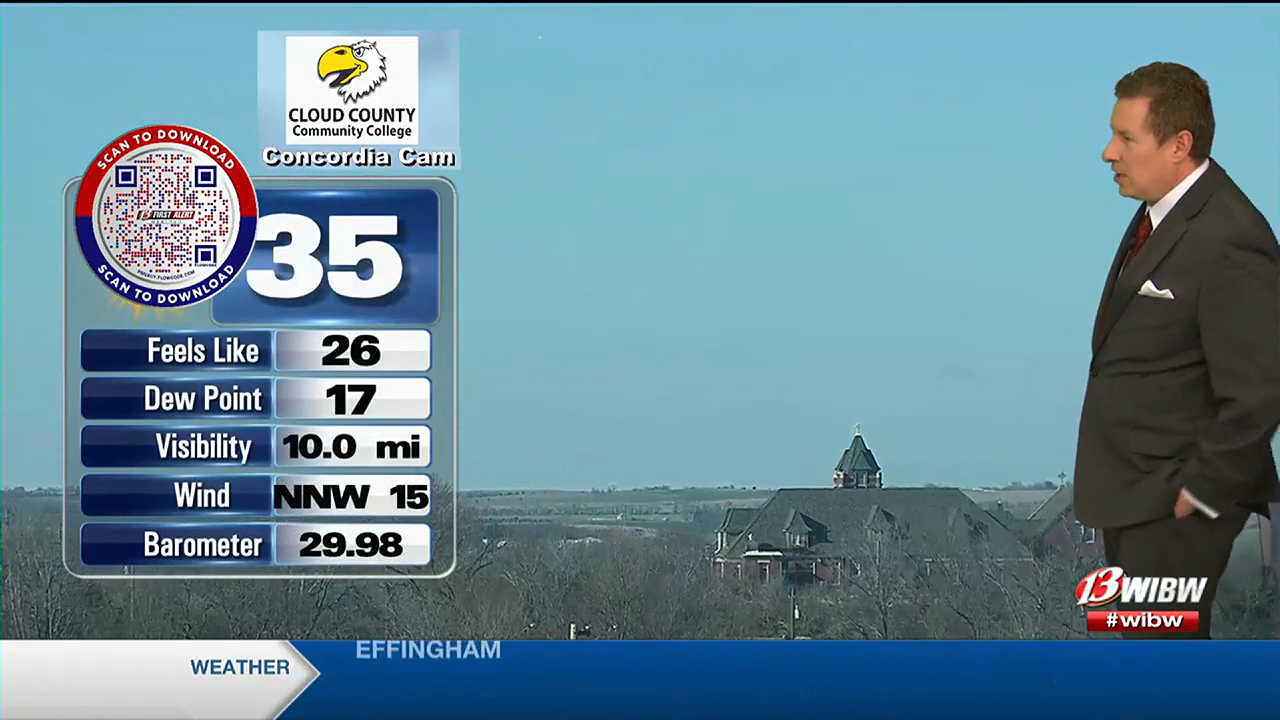 CLOUD COUNTY
Community College
Concordia Cam
SCAN TO DOWNLOAD
13 FIRST ALERT
SCAN TO DOWNLOAD
35
Feels Like 26
Dew Point 17
Visibility 10.0 mi
Wind NNW 15
Barometer 29.98
13 WIBW
#wibw
WEATHER
EFFINGHAM